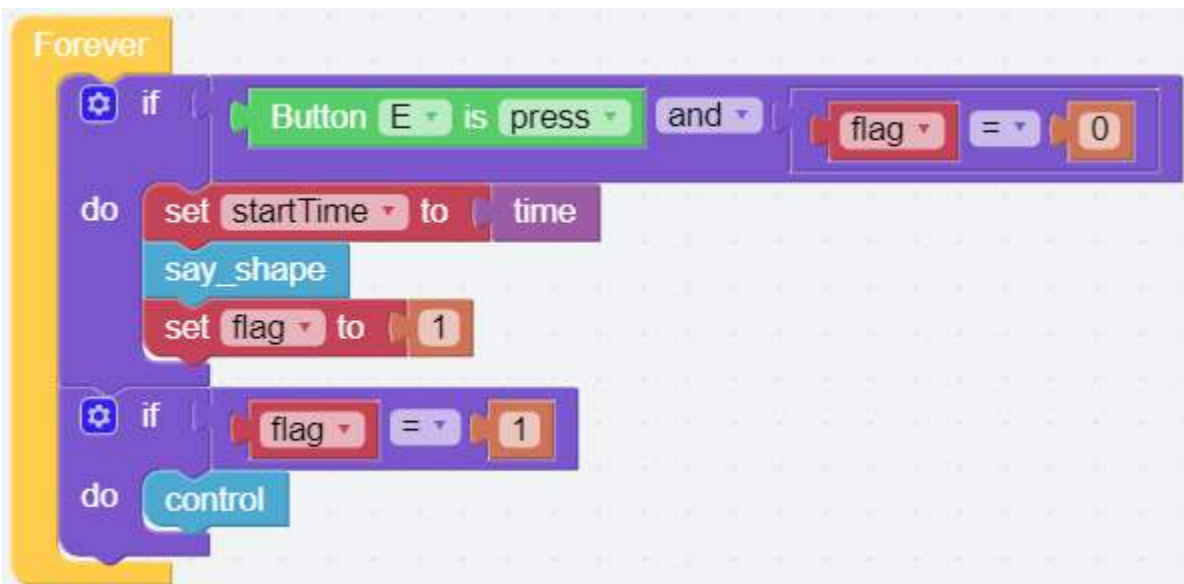 Forever
if Button E is press and flag = 0
do set startTime to time
say_shape
set flag to 1
if flag = 1
do control